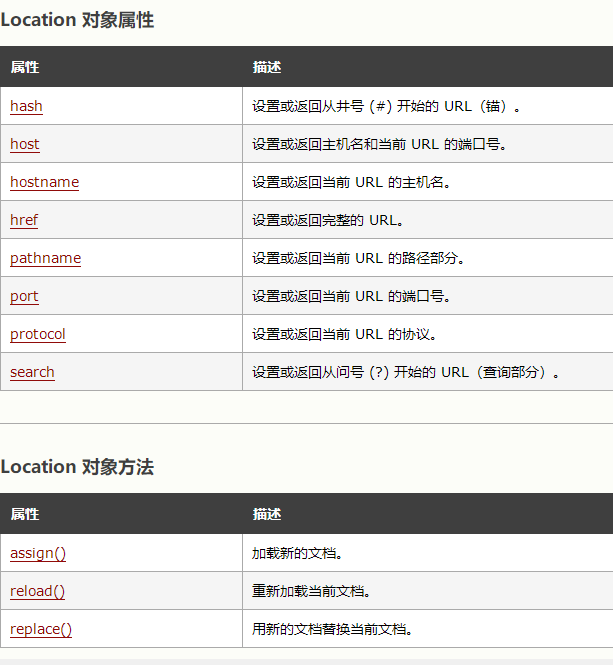 Location 对象属性
属性 描述
hash 设置或返回从井号 (#) 开始的 URL（锚）。
host 设置或返回主机名和当前 URL 的端口号。
hostname 设置或返回当前 URL 的主机名。
href 设置或返回完整的 URL。
pathname 设置或返回当前 URL 的路径部分。
port 设置或返回当前 URL 的端口号。
protocol 设置或返回当前 URL 的协议。
search 设置或返回从问号 (?) 开始的 URL（查询部分）。
Location 对象方法
属性 描述
assign() 加载新的文档。
reload() 重新加载当前文档。
replace() 用新的文档替换当前文档。